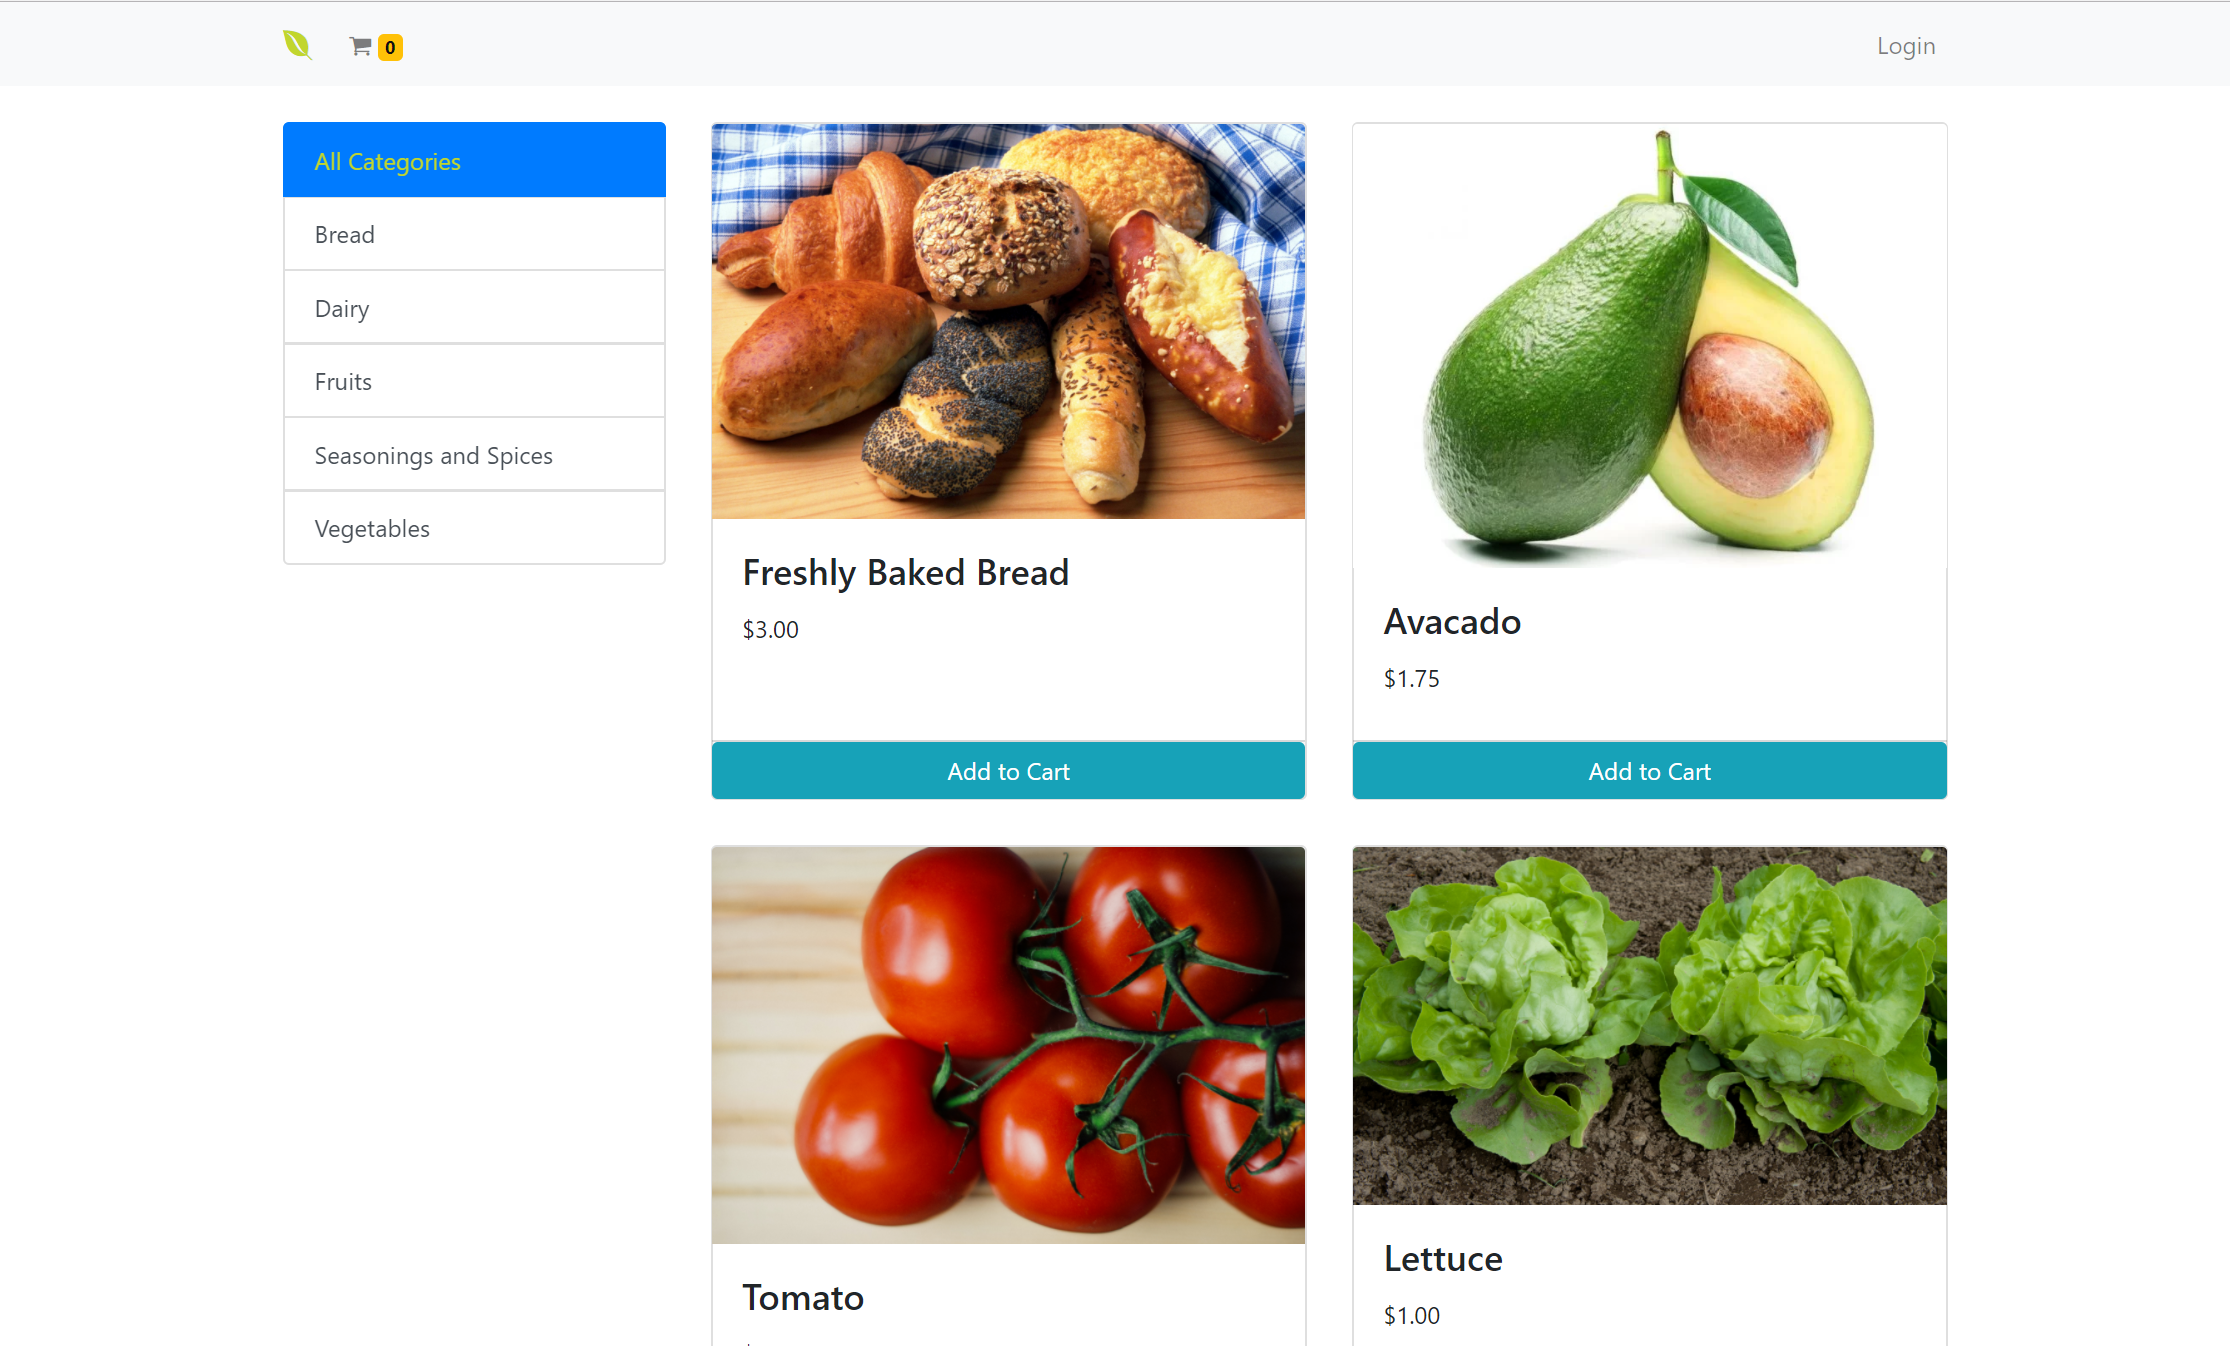 0
Login
All Categories
Bread
Dairy
Fruits
Seasonings and Spices
Vegetables
Freshly Baked Bread
$3.00
Add to Cart
Avacado
$1.75
Add to Cart
Tomato
Lettuce
$1.00